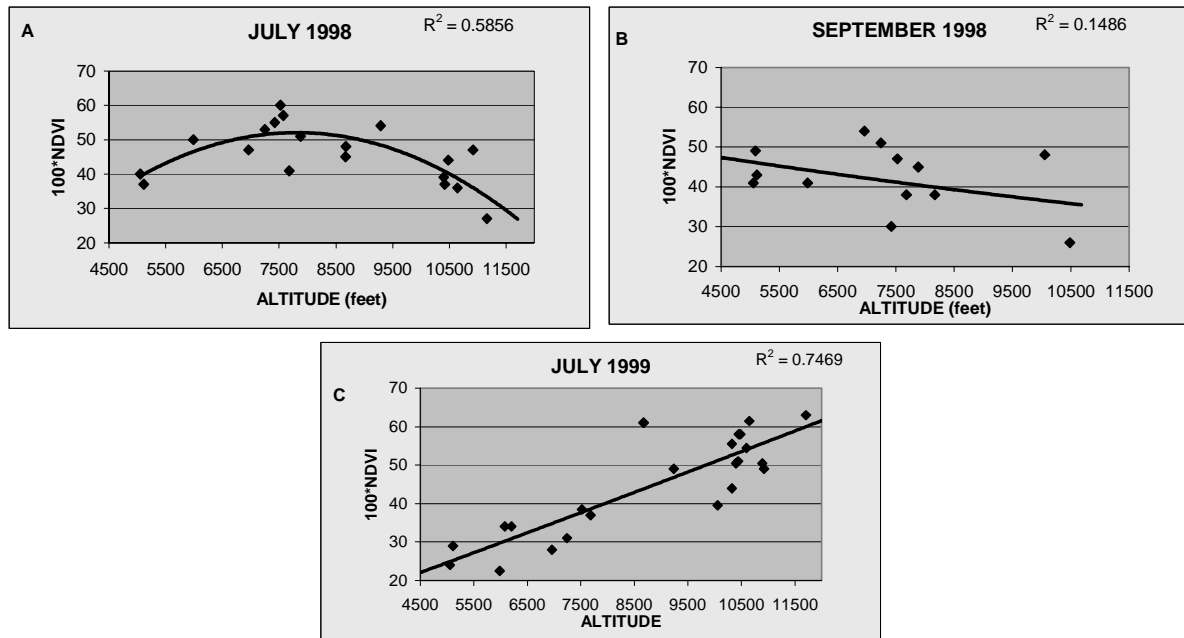 A
JULY 1998
R² = 0.5856
100*NDVI
70
60
50
40
30
20
4500 5500 6500 7500 8500 9500 10500 11500
ALTITUDE (feet)
B
SEPTEMBER 1998
R² = 0.1486
100*NDVI
70
60
50
40
30
20
4500 5500 6500 7500 8500 9500 10500 11500
ALTITUDE (feet)
C
JULY 1999
R² = 0.7469
100*NDVI
70
60
50
40
30
20
4500 5500 6500 7500 8500 9500 10500 11500
ALTITUDE